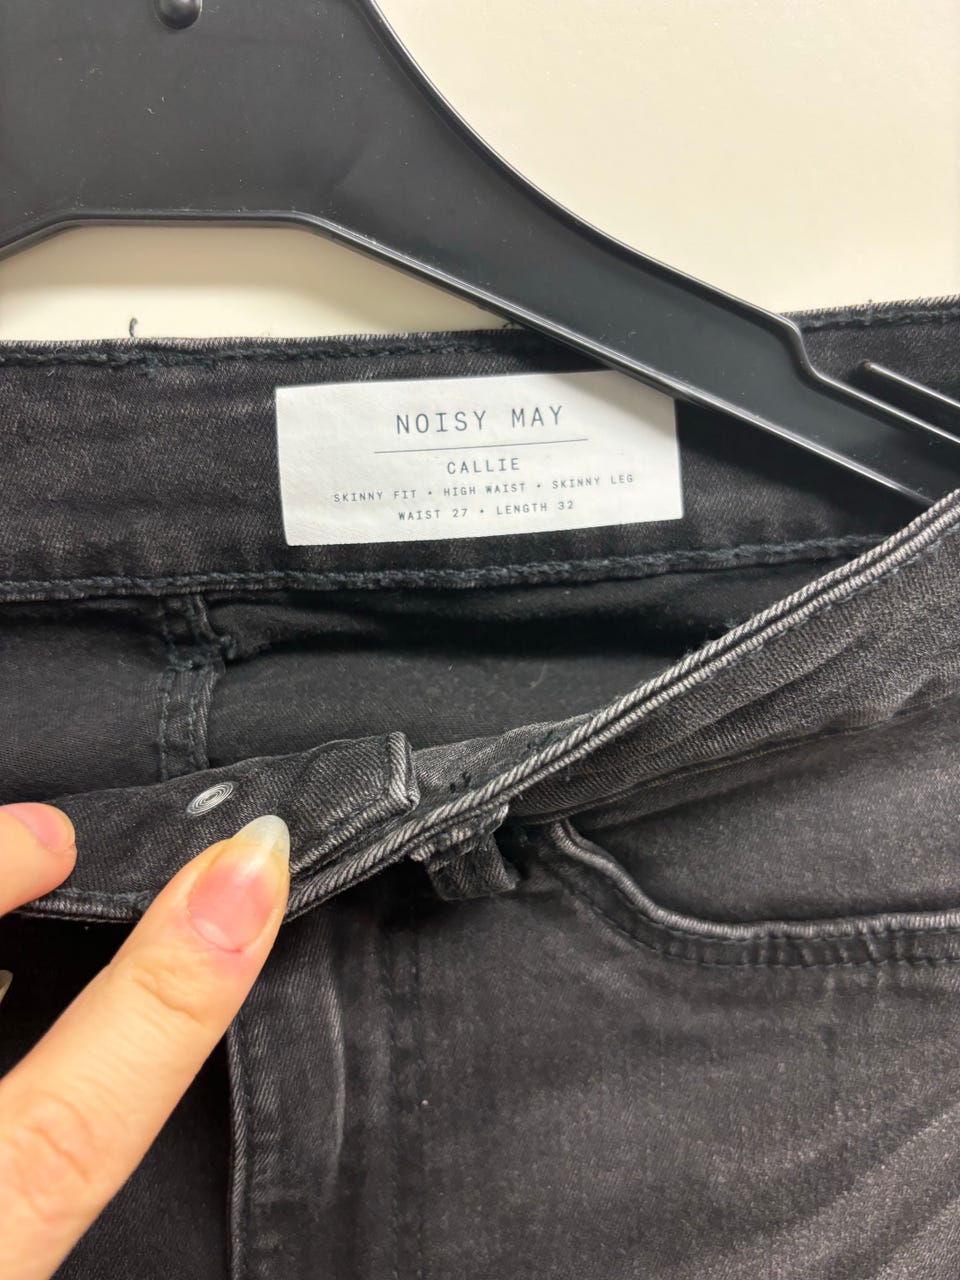 NOISY MAY
CALLIE
SKINNY FIT • HIGH WAIST • SKINNY LEG
WAIST 27 • LENGTH 32